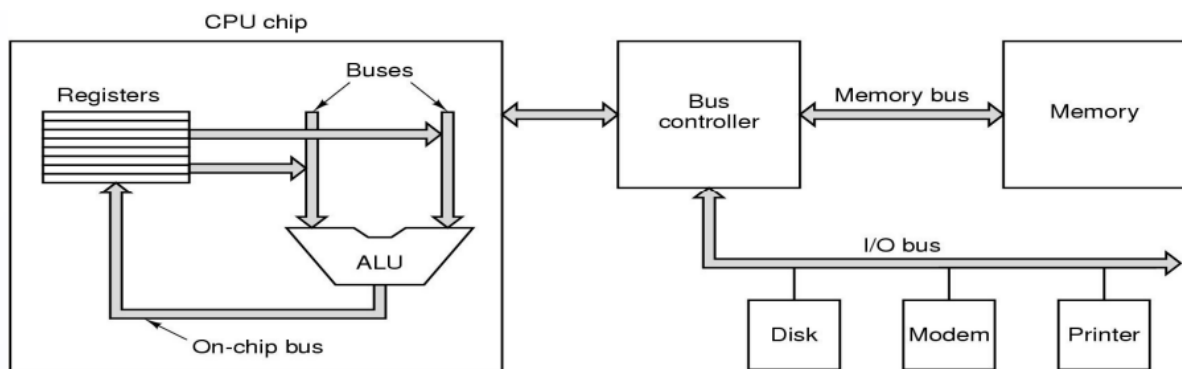 CPU chip
Buses
Registers
ALU
On-chip bus
Bus
controller
Memory bus
Memory
I/O bus
Disk
Modem
Printer